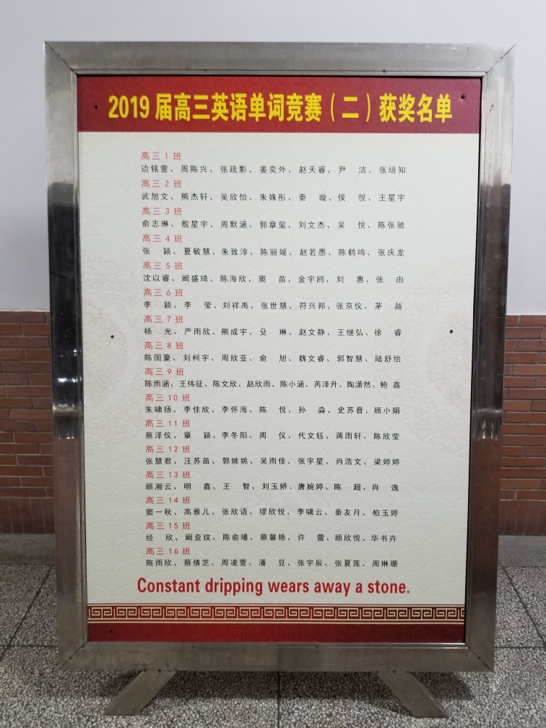 2019届高三英语单词竞赛（二）获奖名单
高三 1 班
边铭萱、周陈兴、张疏影、姜奕外、赵天睿、尹 洁、张培知
高三 2 班
武旭文、熊杰轩、吴欣怡、朱姝彤、秦 璇、侯 悦、王星宇
高三 3 班
俞志琳、殷星宇、周默涵、郭章玺、刘文杰、吴 悦、陈张驰
高三 4 班
张 颖、夏敏慧、朱致淳、陈丽媛、赵若愚、陈鹤鸣、张庆龙
高三 5 班
沈以睿、阚盛琦、陈海欣、窦 苗、金宇鸥、刘 惠、张 由
高三 6 班
李 颖、李 莹、刘祥禹、张世慧、符兴邦、张京仪、茅 越
高三 7 班
杨 光、严雨欣、熊成宇、殳 琳、赵文静、王继弘、徐 睿
高三 8 班
陈国豪、刘柯宇、周欣亚、俞 旭、魏文睿、郭智慧、陆舒怡
高三 9 班
陈雨涵、王伟征、陈文欣、赵欣雨、陈小涵、芮泽升、陶潇然、鲍 鑫
高三 10 班
朱啸扬、李佳欣、李怀海、陈 悦、孙 淼、史苏晋、顾小娟
高三 11 班
蔡泽仪、章 颖、李冬阳、周 仪、代文钰、蒋雨轩、陈欣莹
高三 12 班
张慧君、汪苏苗、郭姚姚、吴雨佳、张宇星、肖浩文、梁婷婷
高三 13 班
顾湘云、明 鑫、王 智、刘玉娇、唐婉婷、陈 超、肖 逸
高三 14 班
窦一秋、高雅儿、张欣语、缪欣悦、李啸云、秦友月、柏玉婷
高三 15 班
经 欣、阚亚玟、陈俞璠、蔡馨艳、许 蕾、顾欣悦、华书卉
高三 16 班
陈雨欣、蔡倩芝、周凌萱、潘 豆、张宇辰、张夏莲、周琳珊
Constant dripping wears away a stone.